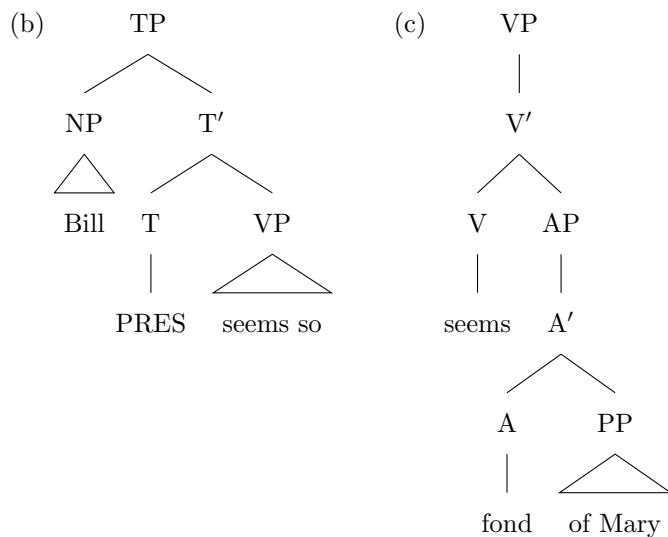 (b) TP (c) VP
NP T′ V′
Bill T VP V AP
PRES seems so seems A′
A PP
fond of Mary